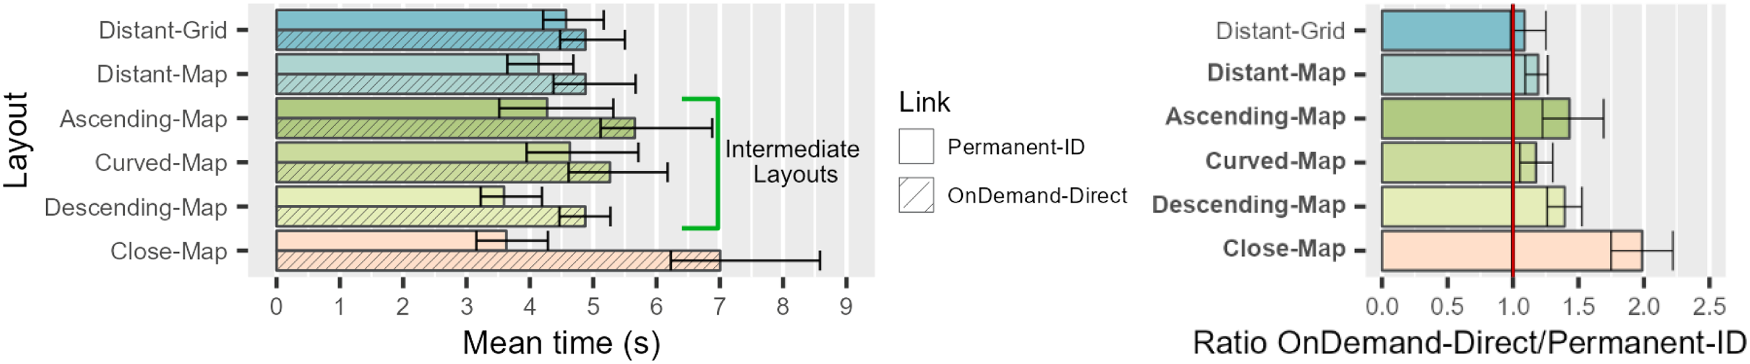 Layout
Distant-Grid
Distant-Map
Ascending-Map
Curved-Map
Descending-Map
Close-Map
Intermediate
Layouts
0 1 2 3 4 5 6 7 8 9
Mean time (s)
Link
Permanent-ID
OnDemand-Direct
Distant-Grid
Distant-Map
Ascending-Map
Curved-Map
Descending-Map
Close-Map
0.0 0.5 1.0 1.5 2.0 2.5
Ratio OnDemand-Direct/Permanent-ID